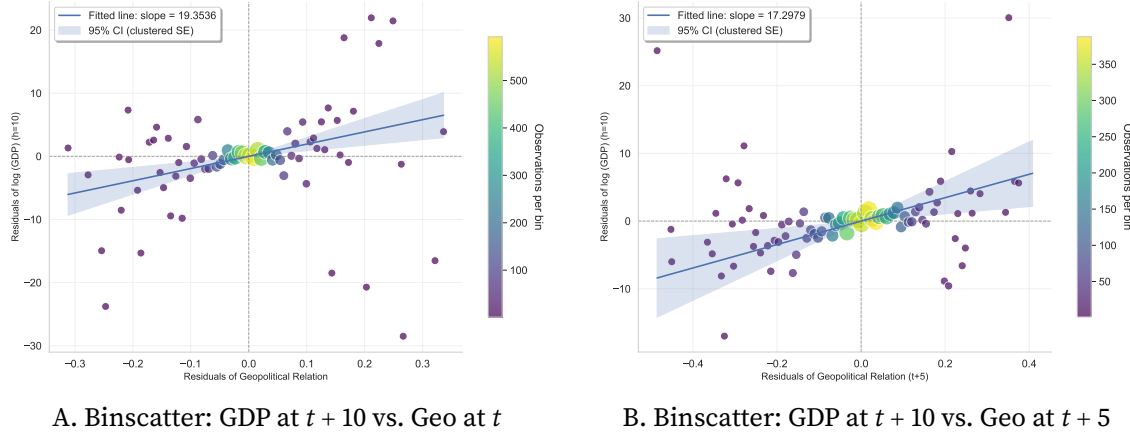 Fitted line: slope = 19.3536
95% CI (clustered SE)
20
10
0
−10
−20
−30
Residuals of log (GDP) (h=10)
−0.3
−0.2
−0.1
0.0
0.1
0.2
0.3
Residuals of Geopolitical Relation
500
400
300
200
100
Observations per bin
A. Binscatter: GDP at t + 10 vs. Geo at t
Fitted line: slope = 17.2979
95% CI (clustered SE)
30
20
10
0
−10
Residuals of log (GDP) (h=10)
−0.4
−0.2
0.0
0.2
0.4
Residuals of Geopolitical Relation (t+5)
350
300
250
200
150
100
50
Observations per bin
B. Binscatter: GDP at t + 10 vs. Geo at t + 5